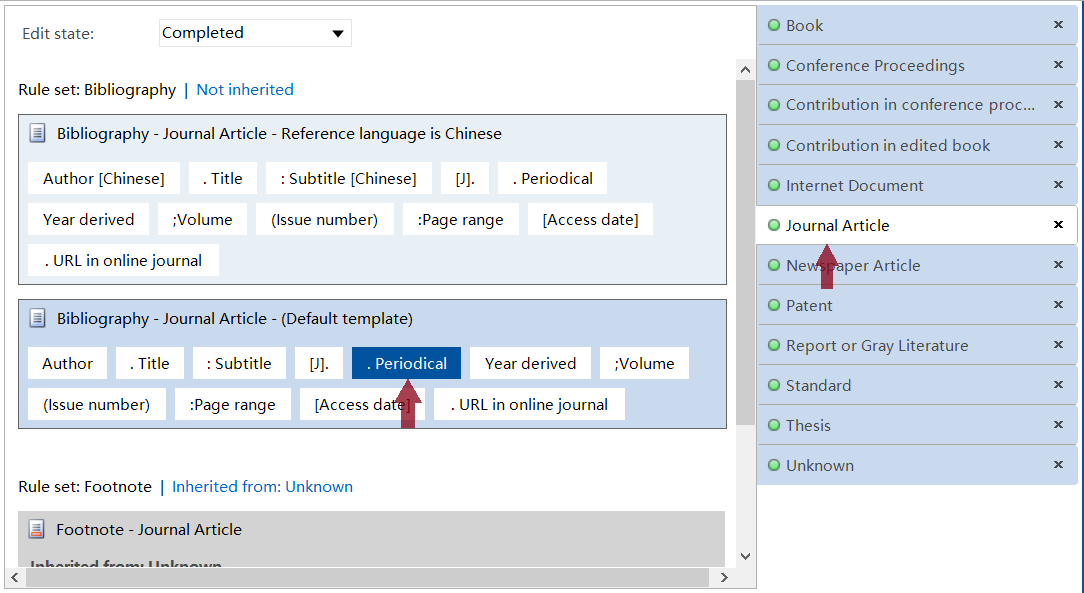 Edit state: Completed
Rule set: Bibliography | Not inherited
Bibliography - Journal Article - Reference language is Chinese
Author [Chinese] . Title : Subtitle [Chinese] [J]. . Periodical
Year derived ;Volume (Issue number) :Page range [Access date]
. URL in online journal
Bibliography - Journal Article - (Default template)
Author . Title : Subtitle [J]. . Periodical Year derived ;Volume
(Issue number) :Page range [Access date] . URL in online journal
Rule set: Footnote | Inherited from: Unknown
Footnote - Journal Article
Inherited from: Unknown
Book
Conference Proceedings
Contribution in conference proc...
Contribution in edited book
Internet Document
Journal Article
Newspaper Article
Patent
Report or Gray Literature
Standard
Thesis
Unknown